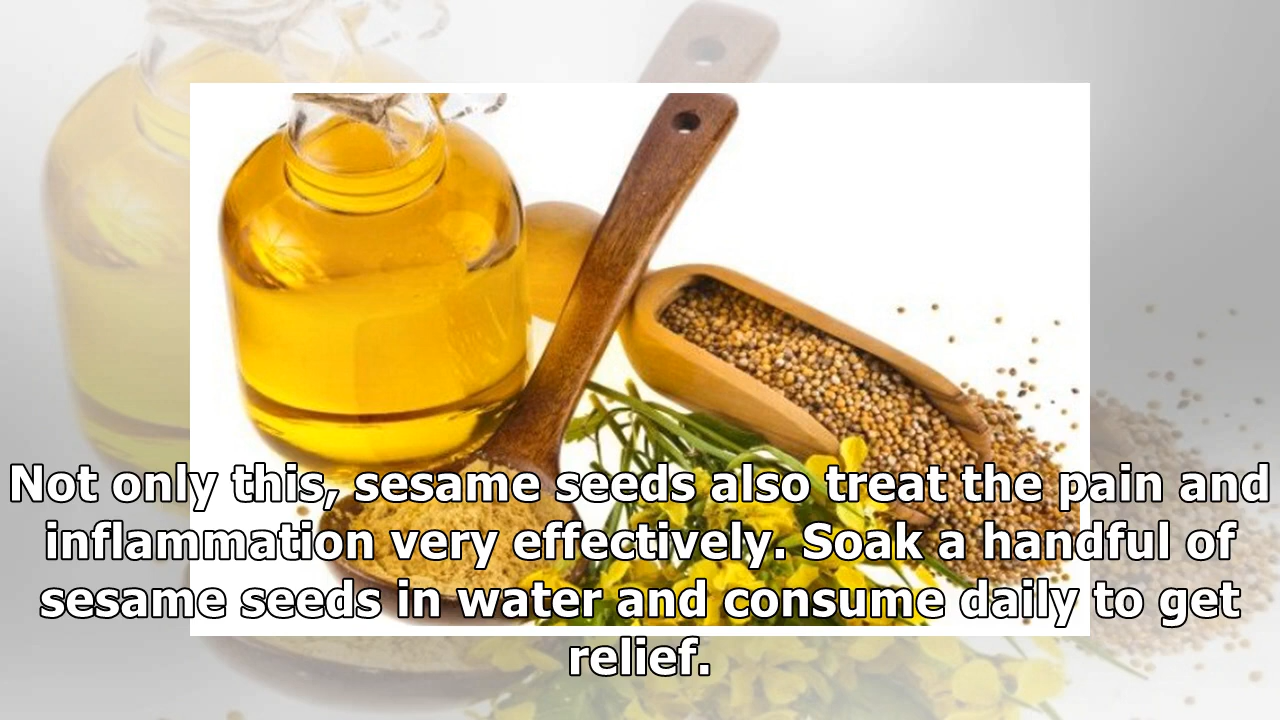 Not only this, sesame seeds also treat the pain and
inflammation very effectively. Soak a handful of
sesame seeds in water and consume daily to get
relief.